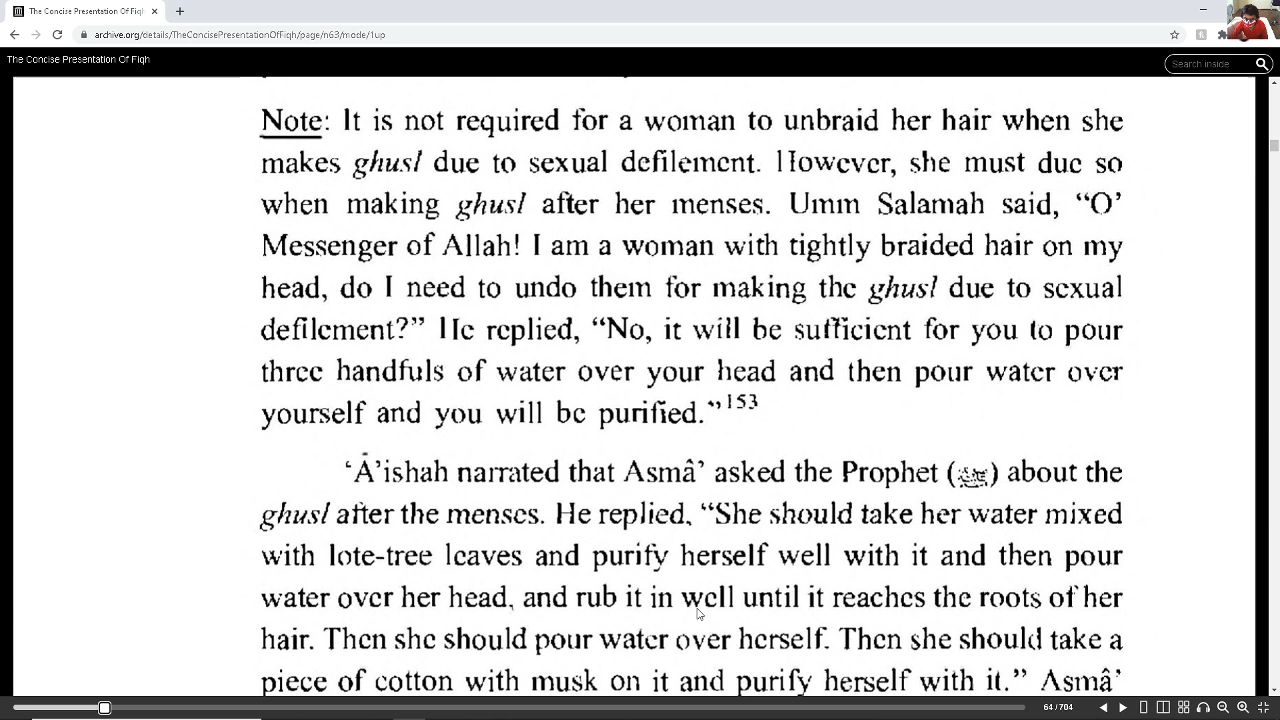 The Concise Presentation Of Fiqh
archive.org/details/TheConcisePresentationOfFiqh/page/n63/mode/1up
The Concise Presentation Of Fiqh
Search inside
Note: It is not required for a woman to unbraid her hair when she
makes ghusl due to sexual defilement. However, she must due so
when making ghusl after her menses. Umm Salamah said, “O’
Messenger of Allah! I am a woman with tightly braided hair on my
head, do I need to undo them for making the ghusl due to sexual
defilement?” He replied, “No, it will be sufficient for you to pour
three handfuls of water over your head and then pour water over
yourself and you will be purified.”153
‘Ā’ishah narrated that Asmâ’ asked the Prophet (ﷺ) about the
ghusl after the menses. He replied, “She should take her water mixed
with lote-tree leaves and purify herself well with it and then pour
water over her head, and rub it in well until it reaches the roots of her
hair. Then she should pour water over herself. Then she should take a
piece of cotton with musk on it and purify herself with it.” Asmâ’
64 / 704